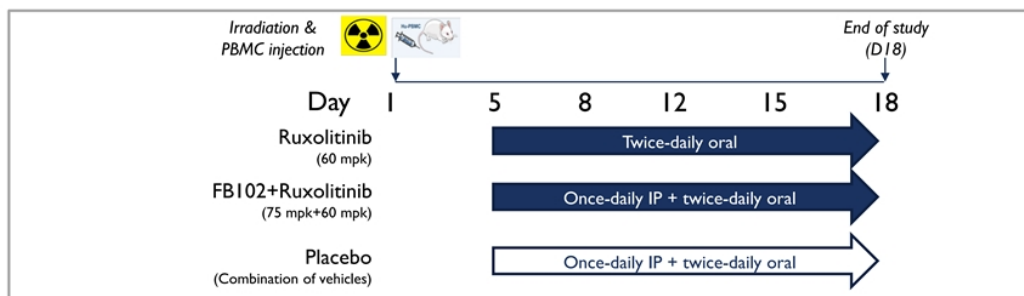 Irradiation &
PBMC injection
Hu-PBMC
End of study
(D18)
Day 1 5 8 12 15 18
Ruxolitinib
(60 mpk)
Twice-daily oral
FB102+Ruxolitinib
(75 mpk+60 mpk)
Once-daily IP + twice-daily oral
Placebo
(Combination of vehicles)
Once-daily IP + twice-daily oral